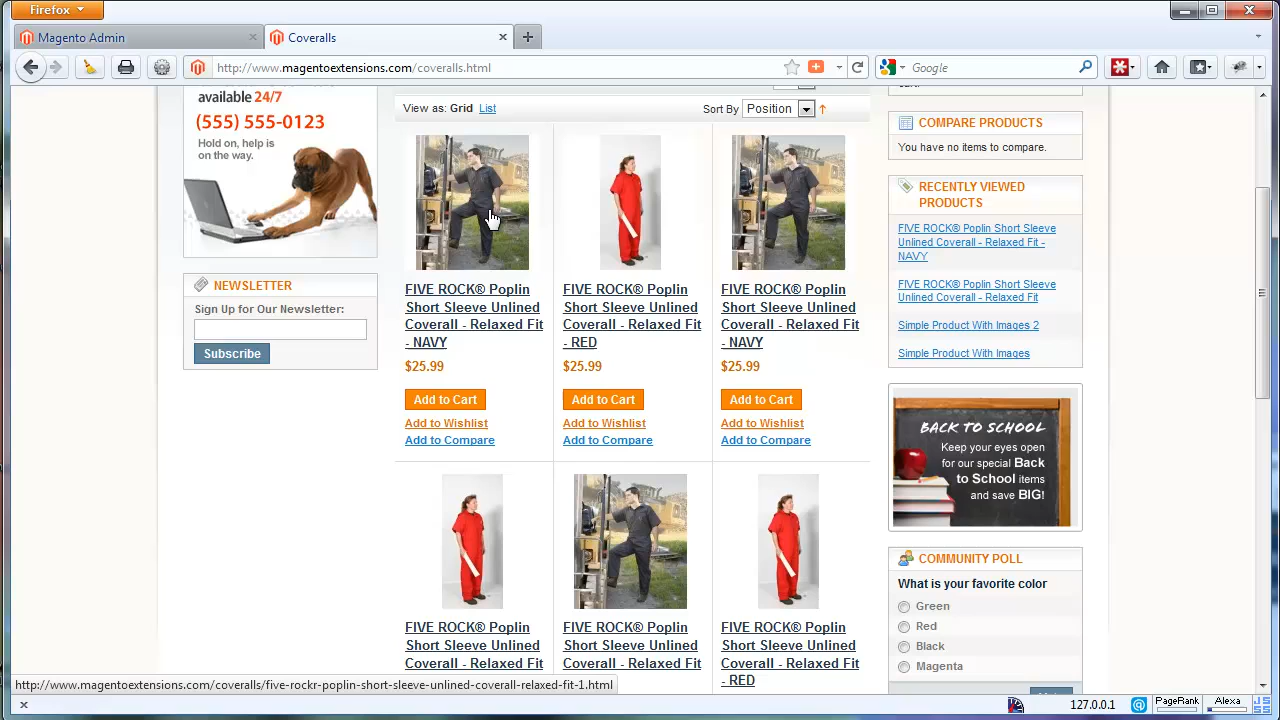 Firefox
Magento Admin
Coveralls
http://www.magentoextensions.com/coveralls.html
Google
available 24/7
(555) 555-0123
Hold on, help is
on the way.
NEWSLETTER
Sign Up for Our Newsletter:
Subscribe
View as: Grid List
Sort By Position
FIVE ROCK® Poplin
Short Sleeve Unlined
Coverall - Relaxed Fit
- NAVY
$25.99
Add to Cart
Add to Wishlist
Add to Compare
FIVE ROCK® Poplin
Short Sleeve Unlined
Coverall - Relaxed Fit
- RED
$25.99
Add to Cart
Add to Wishlist
Add to Compare
FIVE ROCK® Poplin
Short Sleeve Unlined
Coverall - Relaxed Fit
- NAVY
$25.99
Add to Cart
Add to Wishlist
Add to Compare
FIVE ROCK® Poplin
Short Sleeve Unlined
Coverall - Relaxed Fit
FIVE ROCK® Poplin
Short Sleeve Unlined
Coverall - Relaxed Fit
FIVE ROCK® Poplin
Short Sleeve Unlined
Coverall - Relaxed Fit
- RED
COMPARE PRODUCTS
You have no items to compare.
RECENTLY VIEWED
PRODUCTS
FIVE ROCK® Poplin Short Sleeve
Unlined Coverall - Relaxed Fit -
NAVY
FIVE ROCK® Poplin Short Sleeve
Unlined Coverall - Relaxed Fit
Simple Product With Images 2
Simple Product With Images
BACK TO SCHOOL
Keep your eyes open
for our special Back
to School items
and save BIG!
COMMUNITY POLL
What is your favorite color
Green
Red
Black
Magenta
http://www.magentoextensions.com/coveralls/five-rockr-poplin-short-sleeve-unlined-coverall-relaxed-fit-1.html
127.0.0.1
PageRank
Alexa